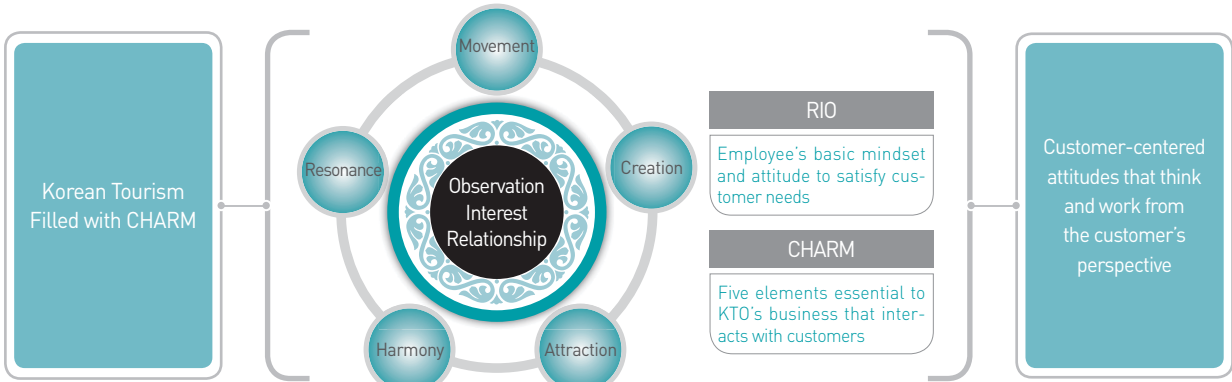 Korean Tourism
Filled with CHARM
Movement
Resonance
Creation
Observation
Interest
Relationship
Harmony
Attraction
RIO
Employee's basic mindset
and attitude to satisfy cus-
tomer needs
CHARM
Five elements essential to
KTO's business that inter-
acts with customers
Customer-centered
attitudes that think
and work from
the customer's
perspective